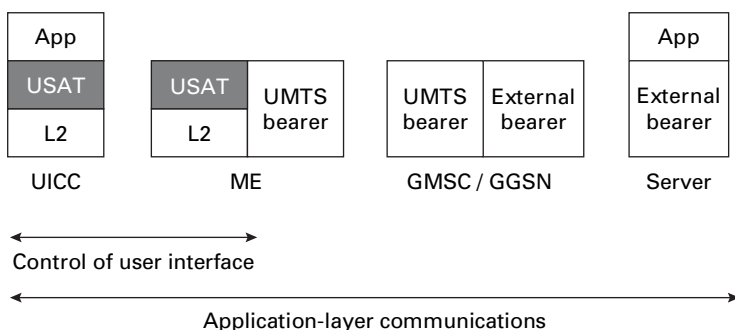 App
USAT
L2
UICC
USAT
L2
UMTS
bearer
ME
UMTS
bearer
External
bearer
GMSC / GGSN
App
External
bearer
Server
Control of user interface
Application-layer communications